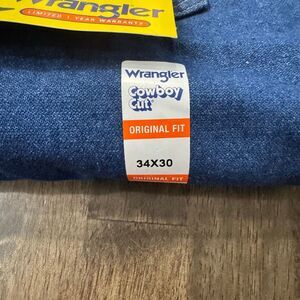 Wrangler
LIMITED 1 YEAR WARRANTY
Wrangler
Cowboy
Cut
ORIGINAL FIT
34X30
ORIGINAL FIT